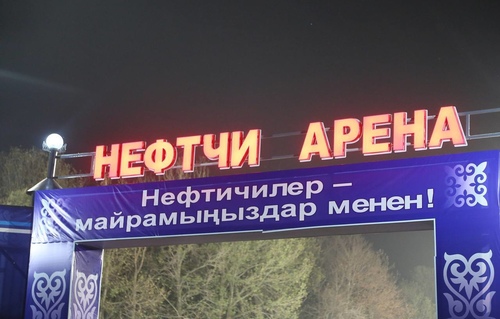 НЕФТЧИ АРЕНА
Нефтичилер –
майрамыңыздар менен!